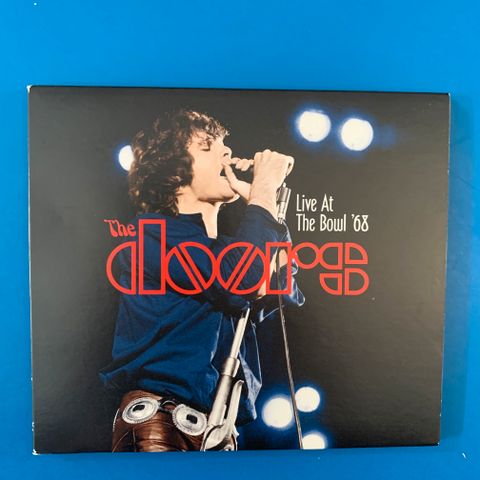 Live At
The Bowl '68
The
doors